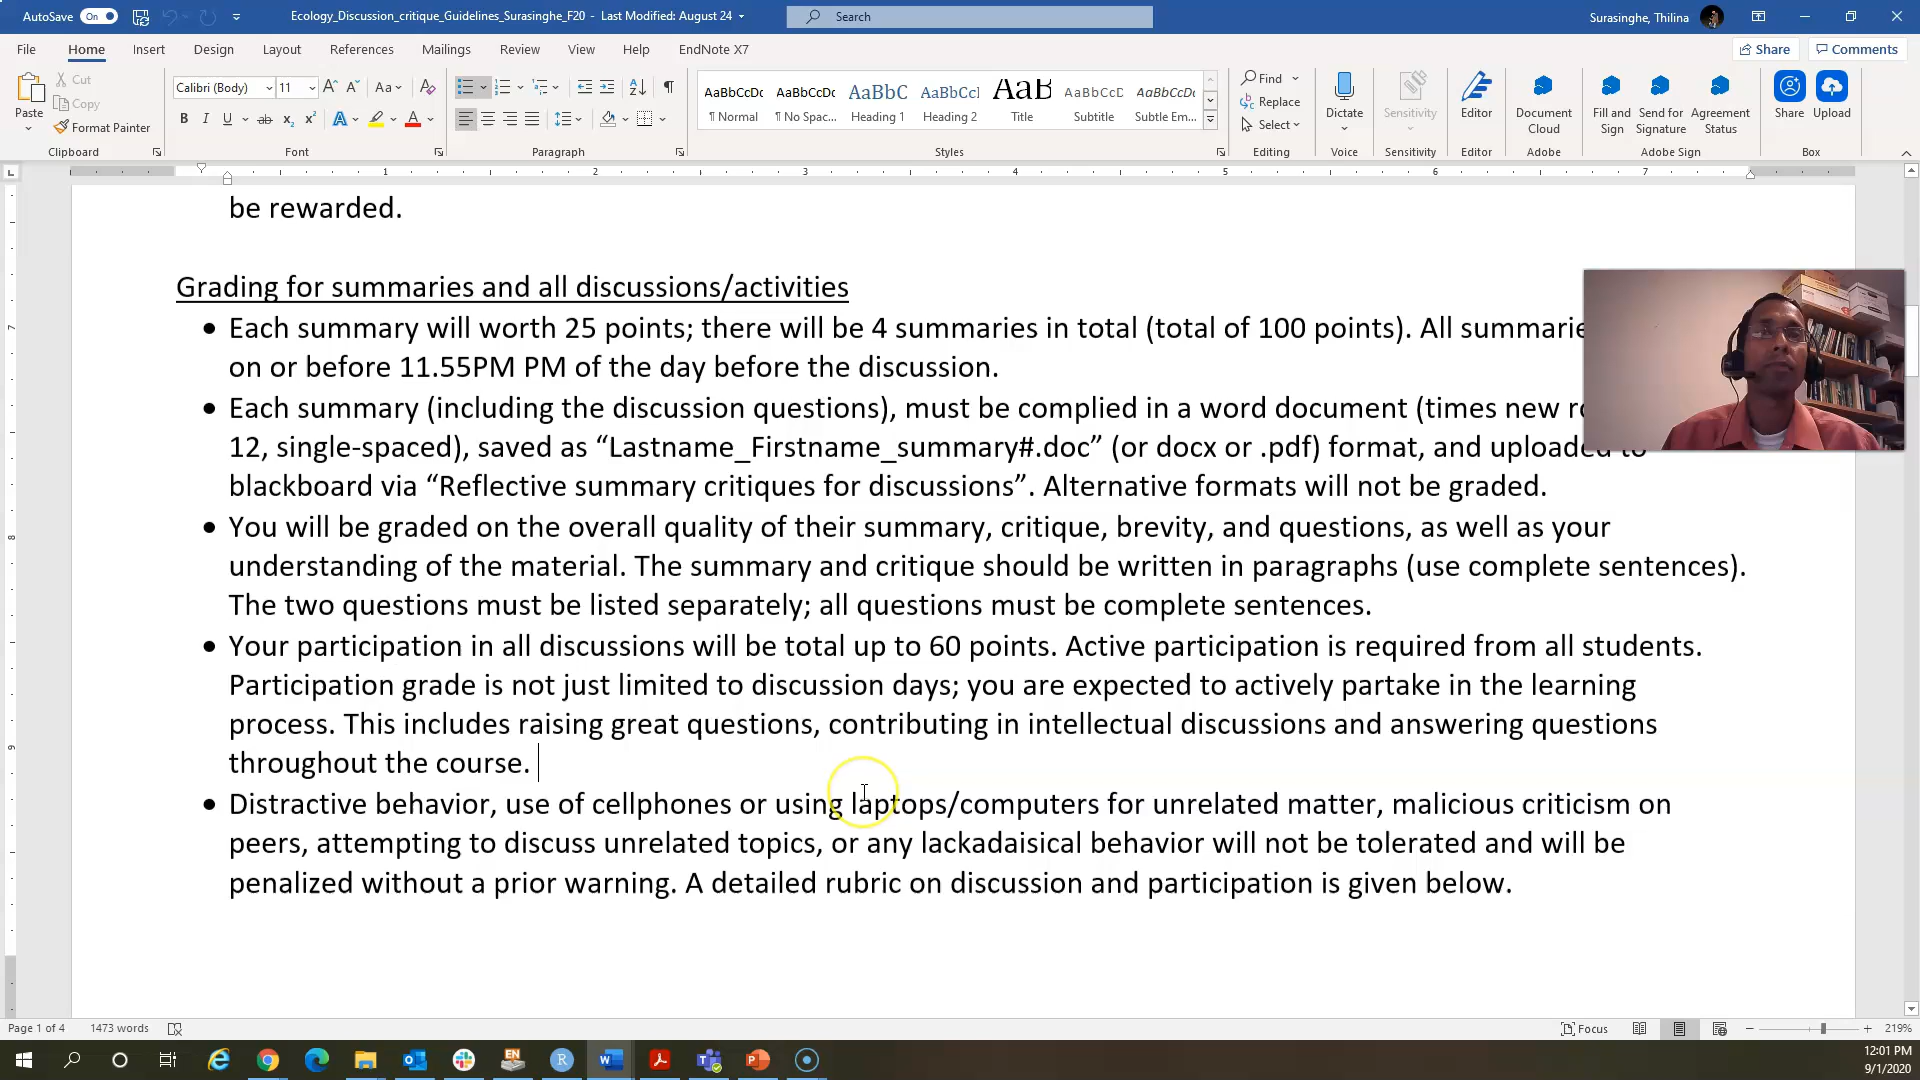 AutoSave On Ecology_Discussion_critique_Guidelines_Surasinghe_F20 - Last Modified: August 24 Search Surasinghe, Thilina
File Home Insert Design Layout References Mailings Review View Help EndNote X7 Share Comments
Paste Cut Copy Format Painter
Calibri (Body) 11
AaBbCcDc AaBbCcDc AaBbC AaBbCcI AaB AaBbCcD AaBbCcDc
¶ Normal ¶ No Spac... Heading 1 Heading 2 Title Subtitle Subtle Em...
Find Replace Select
Dictate Sensitivity Editor Document Cloud Fill and Sign Send for Signature Agreement Status Share Upload
Clipboard Font Paragraph Styles Editing Voice Sensitivity Editor Adobe Adobe Sign Box
1 2 3 4 5 6 7
be rewarded.
Grading for summaries and all discussions/activities
• Each summary will worth 25 points; there will be 4 summaries in total (total of 100 points). All summarie
on or before 11.55PM PM of the day before the discussion.
• Each summary (including the discussion questions), must be complied in a word document (times new ro
12, single-spaced), saved as “Lastname_Firstname_summary#.doc” (or docx or .pdf) format, and uploaded to
blackboard via “Reflective summary critiques for discussions”. Alternative formats will not be graded.
• You will be graded on the overall quality of their summary, critique, brevity, and questions, as well as your
understanding of the material. The summary and critique should be written in paragraphs (use complete sentences).
The two questions must be listed separately; all questions must be complete sentences.
• Your participation in all discussions will be total up to 60 points. Active participation is required from all students.
Participation grade is not just limited to discussion days; you are expected to actively partake in the learning
process. This includes raising great questions, contributing in intellectual discussions and answering questions
throughout the course.
• Distractive behavior, use of cellphones or using laptops/computers for unrelated matter, malicious criticism on
peers, attempting to discuss unrelated topics, or any lackadaisical behavior will not be tolerated and will be
penalized without a prior warning. A detailed rubric on discussion and participation is given below.
Page 1 of 4 1473 words Focus 219%
12:01 PM
9/1/2020